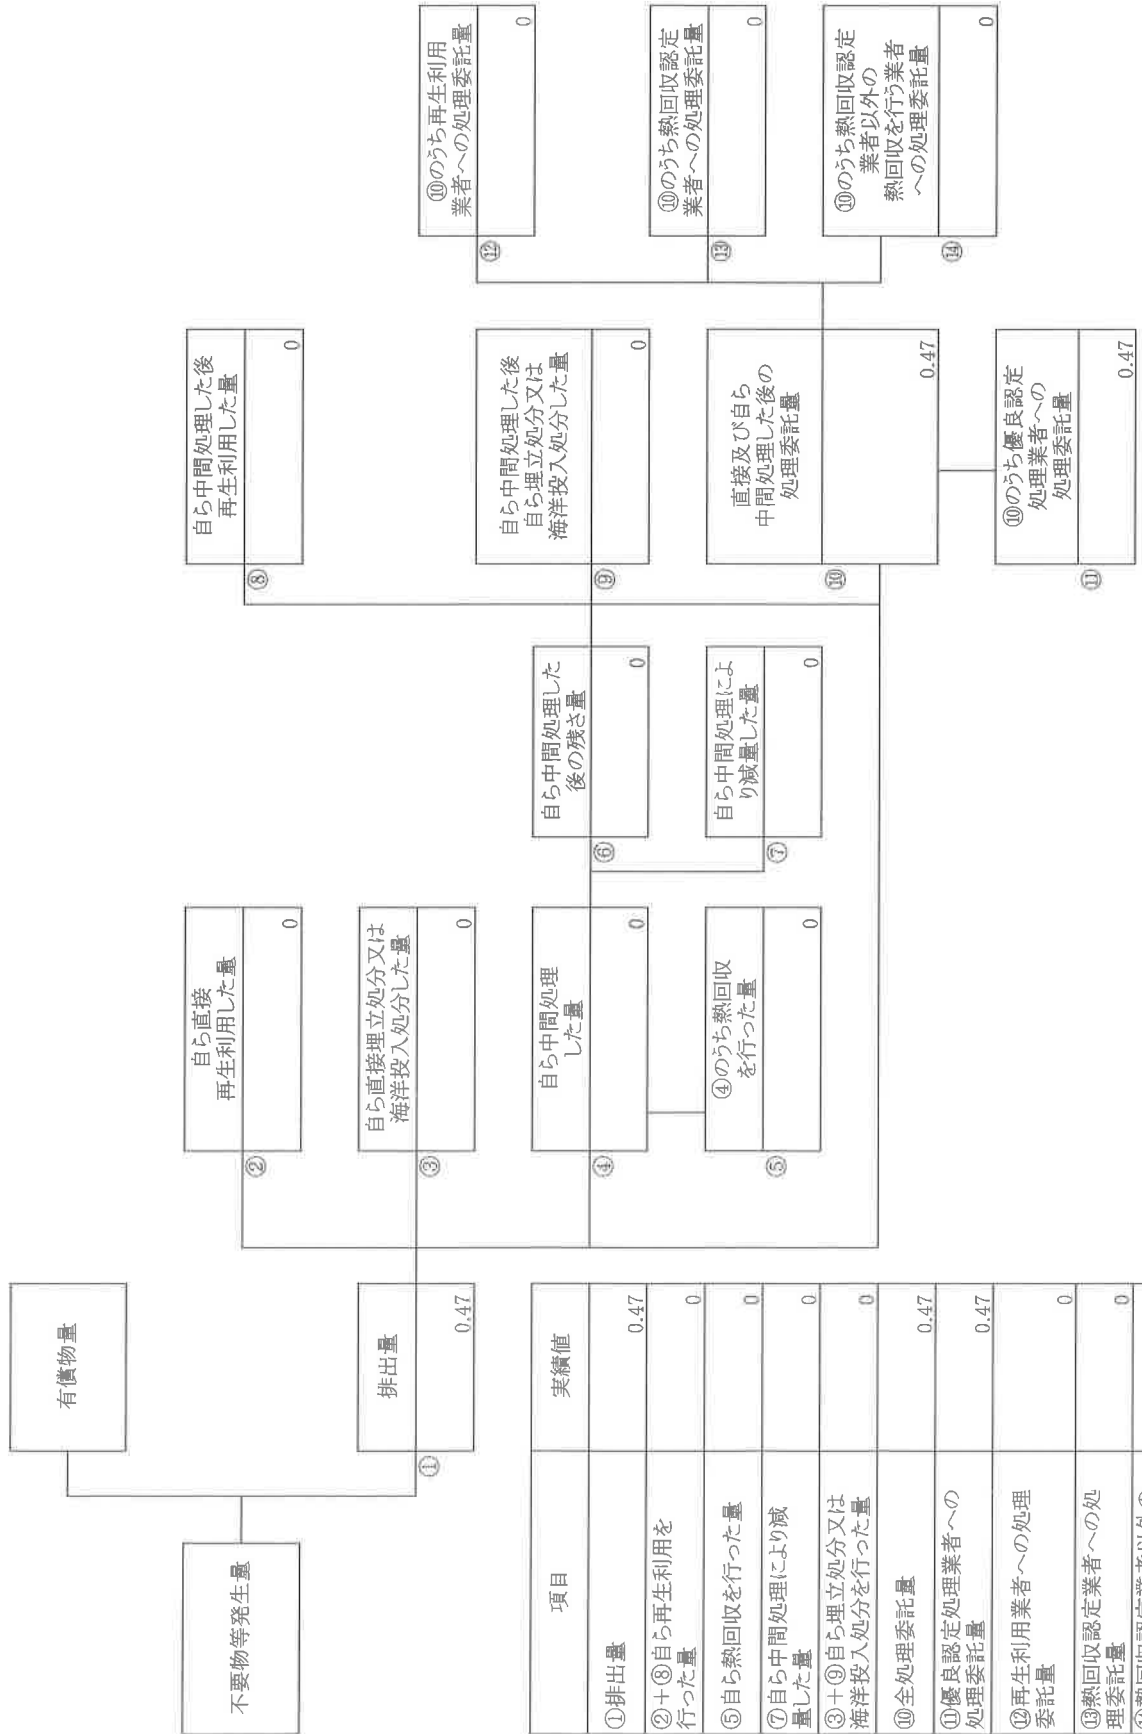 不要物等発生量
有償物量
①
排出量
0.47
②
自ら直接
再生利用した量
0
③
自ら直接埋立処分又は
海洋投入処分した量
0
④
自ら中間処理
した量
0
⑤
④のうち熱回収
を行った量
0
⑥
自ら中間処理した
後の残さ量
0
⑦
自ら中間処理によ
り減量した量
0
⑧
自ら中間処理した後
再生利用した量
0
⑨
自ら中間処理した後
自ら埋立処分又は
海洋投入処分した量
0
⑩
直接及び自ら
中間処理した後の
処理委託量
0.47
⑪
⑩のうち優良認定
処理業者への
処理委託量
0.47
⑫
⑩のうち再生利用
業者への処理委託量
0
⑬
⑩のうち熱回収認定
業者への処理委託量
0
⑭
⑩のうち熱回収認定
業者以外の
熱回収を行う業者
への処理委託量
0
項目
実績値
①排出量
0.47
②+⑧自ら再生利用を
行った量
0
⑤自ら熱回収を行った量
0
⑦自ら中間処理により減
量した量
0
③+⑨自ら埋立処分又は
海洋投入処分を行った量
0
⑩全処理委託量
0.47
⑪優良認定処理業者への
処理委託量
0.47
⑫再生利用業者への処理
委託量
0
⑬熱回収認定業者への処
理委託量
0
熱回収認定業者以外の